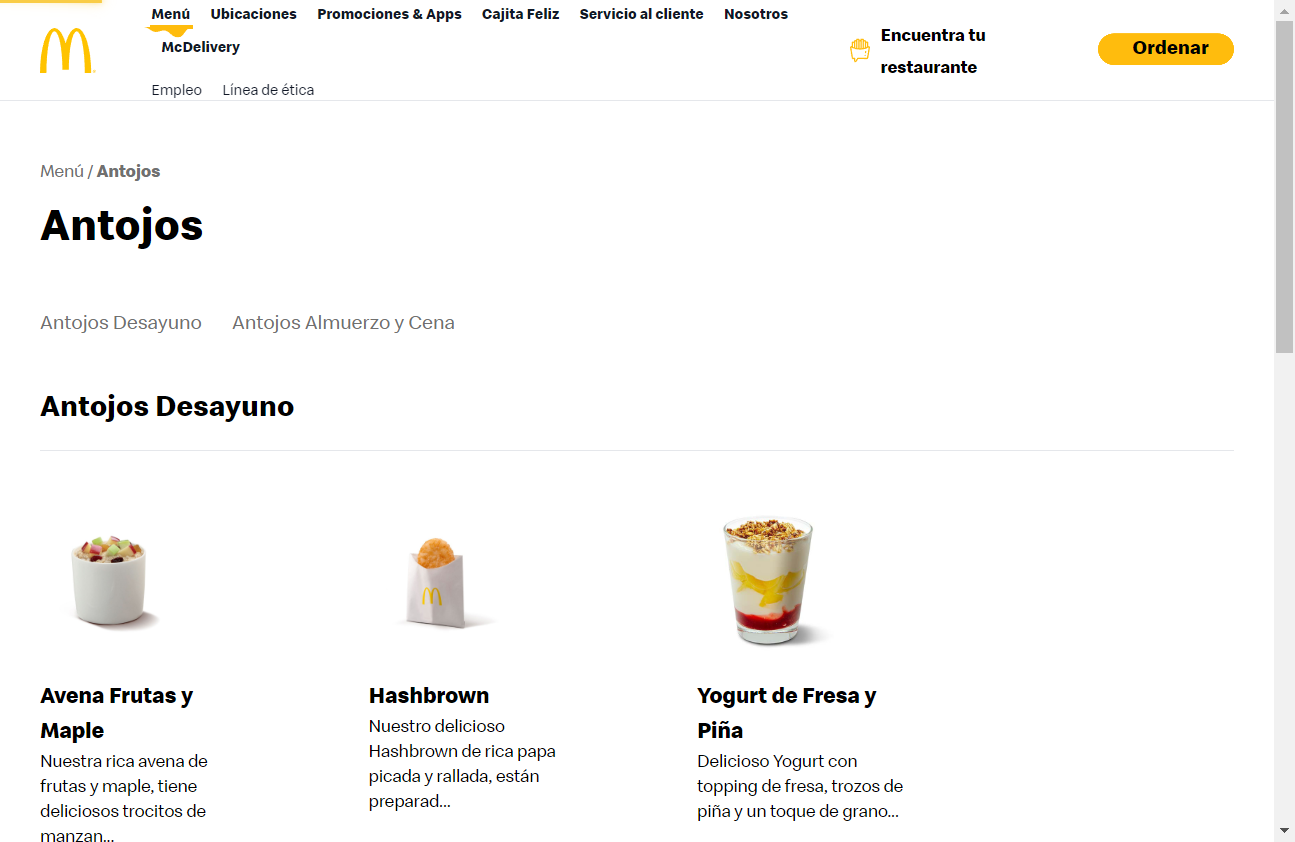 Menú Ubicaciones Promociones & Apps Cajita Feliz Servicio al cliente Nosotros
McDelivery
Empleo Línea de ética
Encuentra tu
restaurante
Ordenar
Menú / Antojos
Antojos
Antojos Desayuno Antojos Almuerzo y Cena
Antojos Desayuno
Avena Frutas y
Maple
Nuestra rica avena de
frutas y maple, tiene
deliciosos trocitos de
manzan...
Hashbrown
Nuestro delicioso
Hashbrown de rica papa
picada y rallada, están
preparad...
Yogurt de Fresa y
Piña
Delicioso Yogurt con
topping de fresa, trozos de
piña y un toque de grano...